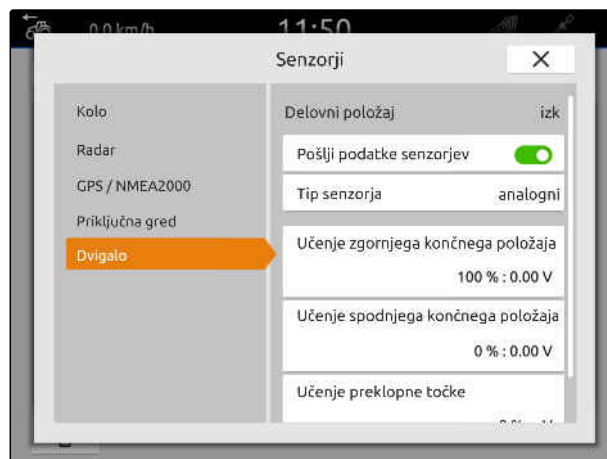 0.0 km/h
11:50
Senzorji
Kolo
Radar
GPS / NMEA2000
Priključna gred
Dvigalo
Delovni položaj izk
Pošlji podatke senzorjev
Tip senzorja analogni
Učenje zgornjega končnega položaja
100 % : 0.00 V
Učenje spodnjega končnega položaja
0 % : 0.00 V
Učenje preklopne točke